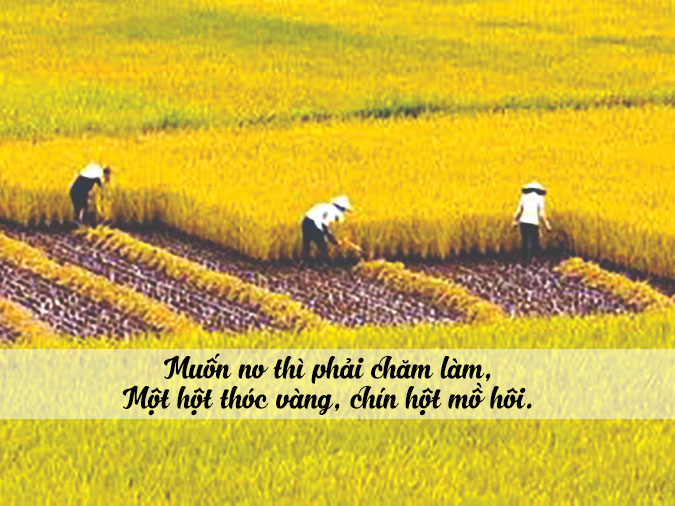 Muốn no thì phải chăm làm,
Một hột thóc vàng, chín hột mồ hôi.